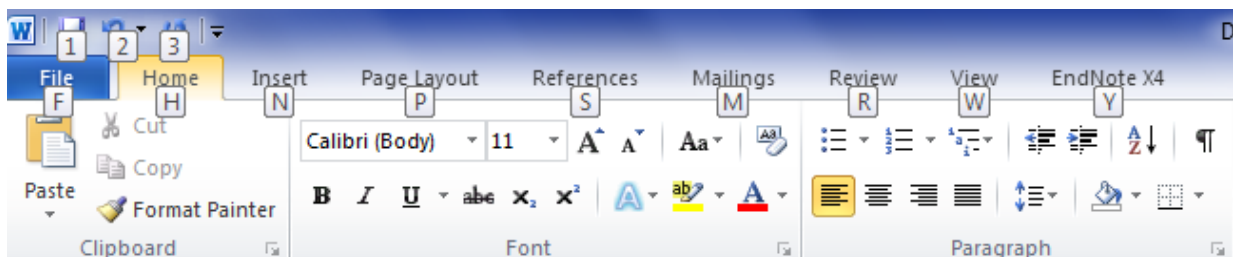 W
1 2 3 D
File Home Insert Page Layout References Mailings Review View EndNote X4
F H N P S M R W Y
Cut
Calibri (Body) 11 A A Aa
Copy
Paste
B I U abc x₂ x² A ab A
Format Painter
Clipboard Font Paragraph